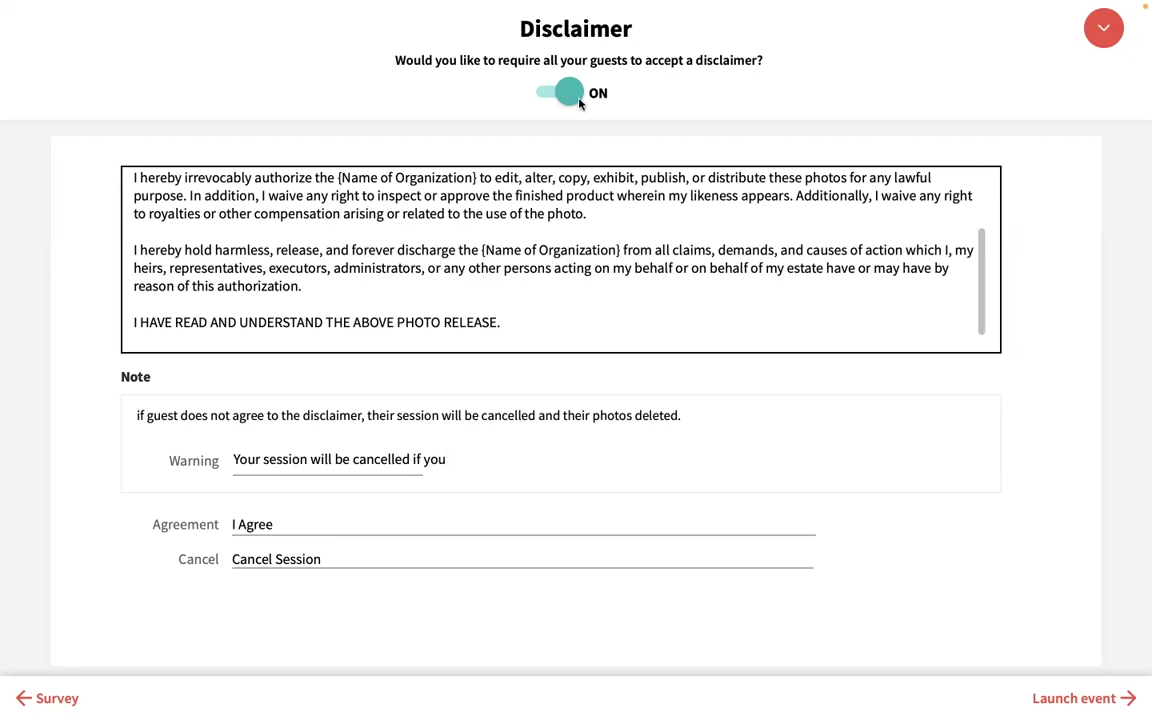 Disclaimer
Would you like to require all your guests to accept a disclaimer?
ON
I hereby irrevocably authorize the {Name of Organization} to edit, alter, copy, exhibit, publish, or distribute these photos for any lawful
purpose. In addition, I waive any right to inspect or approve the finished product wherein my likeness appears. Additionally, I waive any right
to royalties or other compensation arising or related to the use of the photo.
I hereby hold harmless, release, and forever discharge the {Name of Organization} from all claims, demands, and causes of action which I, my
heirs, representatives, executors, administrators, or any other persons acting on my behalf or on behalf of my estate have or may have by
reason of this authorization.
I HAVE READ AND UNDERSTAND THE ABOVE PHOTO RELEASE.
Note
if guest does not agree to the disclaimer, their session will be cancelled and their photos deleted.
Warning Your session will be cancelled if you
Agreement I Agree
Cancel Cancel Session
Survey
Launch event